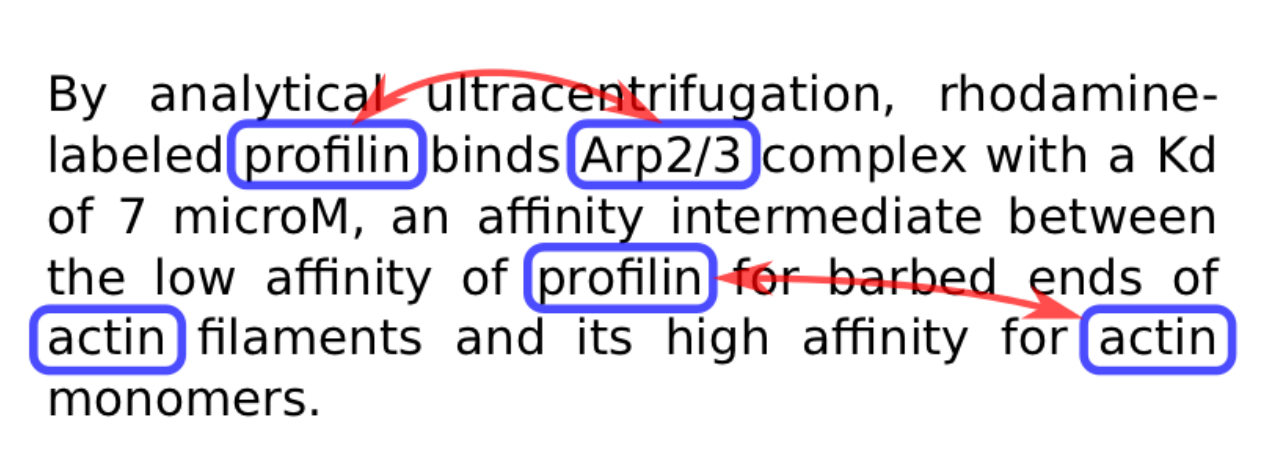 By analytical ultracentrifugation, rhodamine-
labeled profilin binds Arp2/3 complex with a Kd
of 7 microM, an affinity intermediate between
the low affinity of profilin for barbed ends of
actin filaments and its high affinity for actin
monomers.